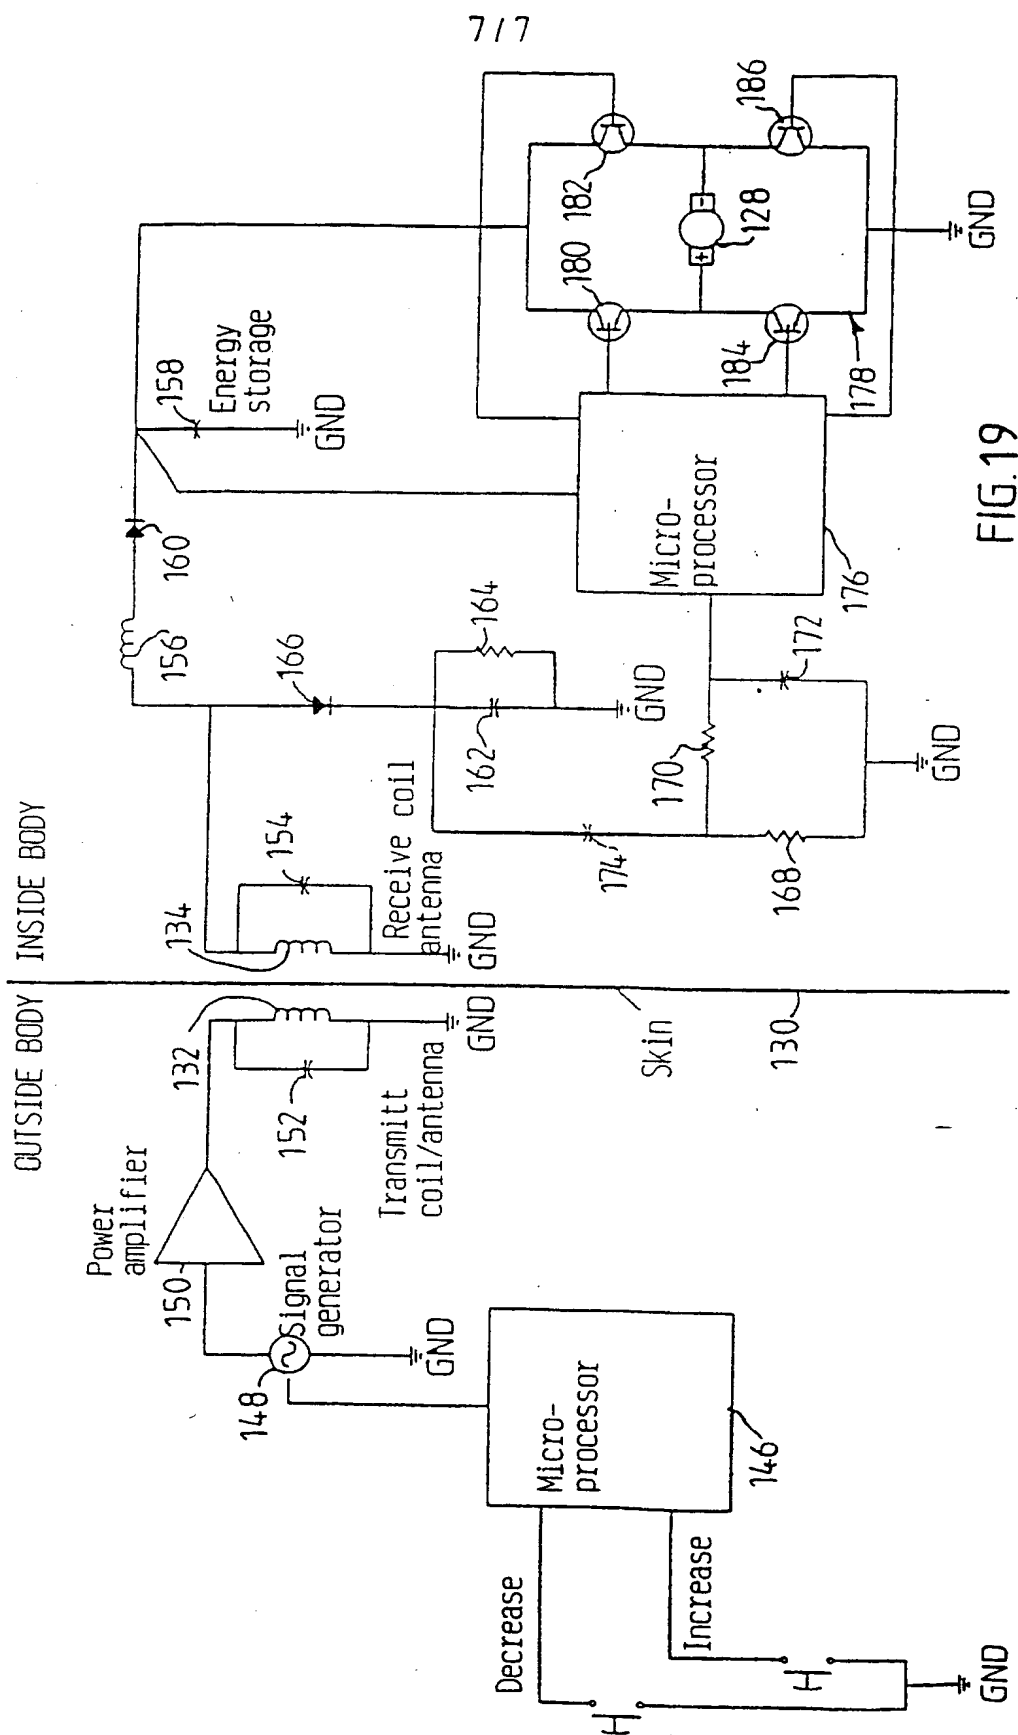 7/7
OUTSIDE BODY
INSIDE BODY
Power
amplifier
150
Signal
generator
148
GND
132
152
Transmitt
coil/antenna
GND
134
154
Receive coil
antenna
GND
Skin
130
Micro-
processor
146
Decrease
Increase
GND
156
160
158
Energy
storage
GND
166
164
162
GND
174
170
172
168
GND
Micro-
processor
176
180
182
128
+
-
184
186
178
GND
FIG.19